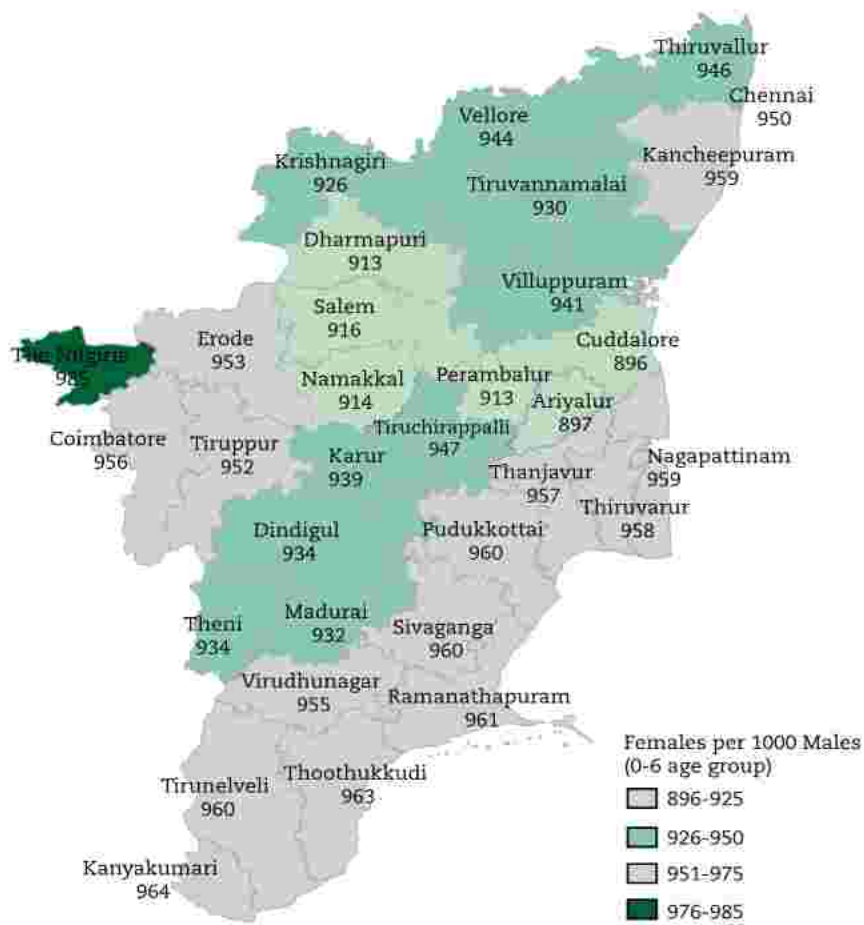 Thiruvallur
946
Chennai
950
Vellore
944
Kancheepuram
959
Krishnagiri
926
Tiruvannamalai
930
Dharmapuri
913
Villuppuram
941
Salem
916
Cuddalore
896
The Nilgiris
985
Erode
953
Namakkal
914
Perambalur
913
Ariyalur
897
Tiruchirappalli
947
Coimbatore
956
Tiruppur
952
Karur
939
Thanjavur
957
Nagapattinam
959
Thiruvarur
958
Dindigul
934
Pudukkottai
960
Theni
934
Madurai
932
Sivaganga
960
Virudhunagar
955
Ramanathapuram
961
Tirunelveli
960
Thoothukkudi
963
Kanyakumari
964
Females per 1000 Males
(0-6 age group)
896-925
926-950
951-975
976-985